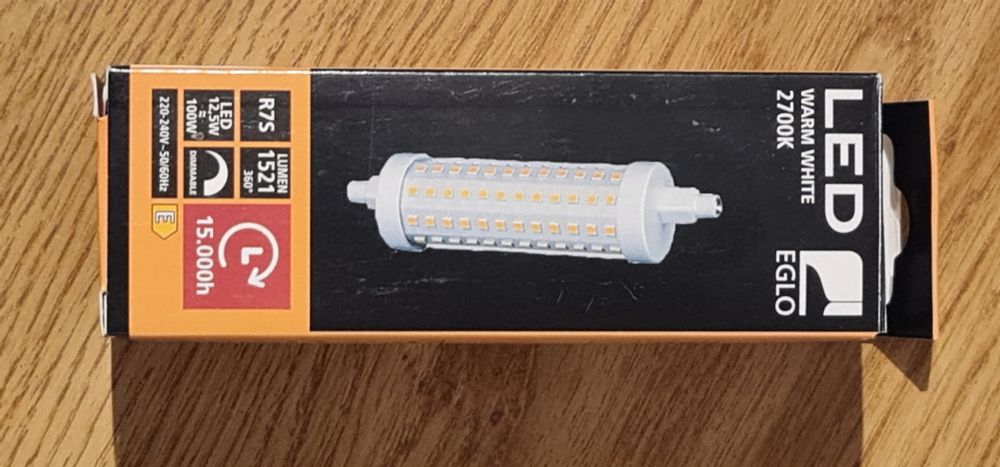 LED
WARM WHITE
2700K
EGLO
R7S
LUMEN
1521
360°
LED
12,5W
=
100W
DIMMABLE
220-240V~50/60Hz
15.000h
E